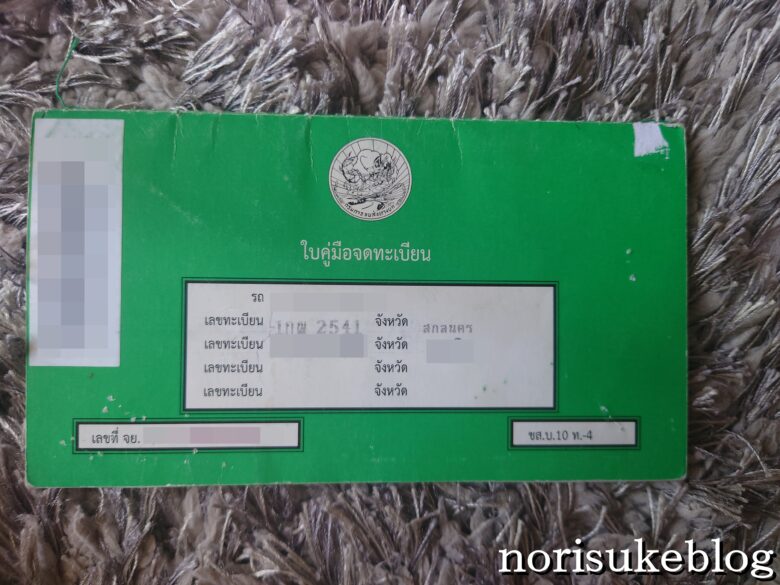 ใบคู่มือจดทะเบียน
รถ
เลขทะเบียน 1กผ 2541 จังหวัด สกลนคร
เลขทะเบียน จังหวัด
เลขทะเบียน จังหวัด
เลขทะเบียน จังหวัด
เลขที่ จย.
ขส.บ.10 ท.-4
norisukeblog